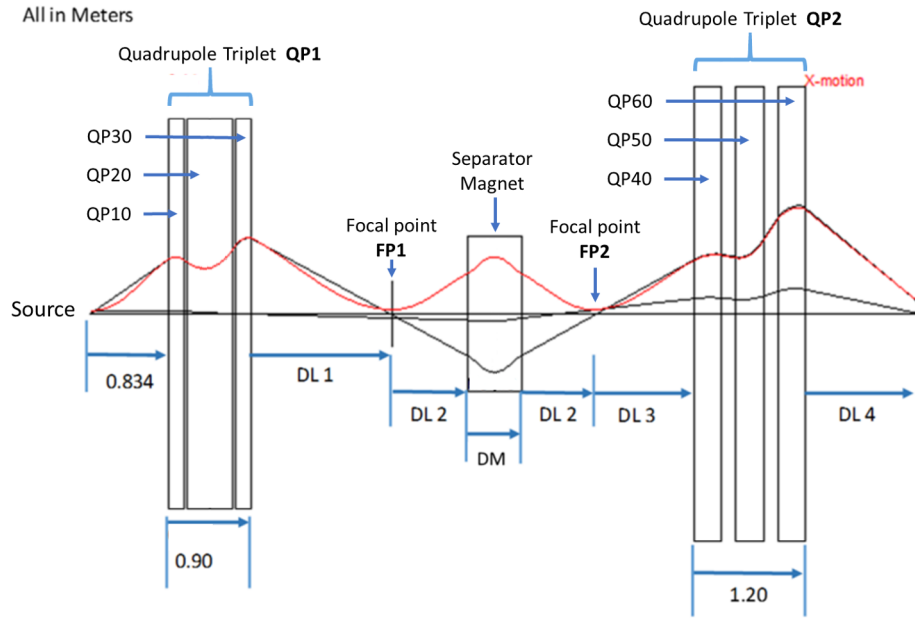 All in Meters
Quadrupole Triplet QP1
Quadrupole Triplet QP2
X-motion
QP30
QP20
QP10
QP60
QP50
QP40
Separator
Magnet
Focal point
FP1
Focal point
FP2
Source
0.834
DL 1
DL 2
DM
DL 2
DL 3
DL 4
0.90
1.20